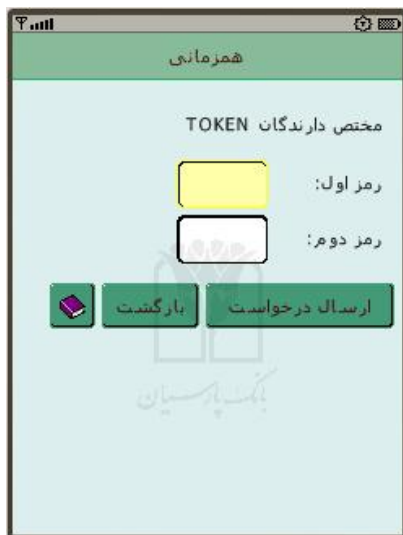 همزمانی
مختص دارندگان TOKEN
رمز اول:
رمز دوم:
ارسال درخواست بازگشت
بانک پارسیان